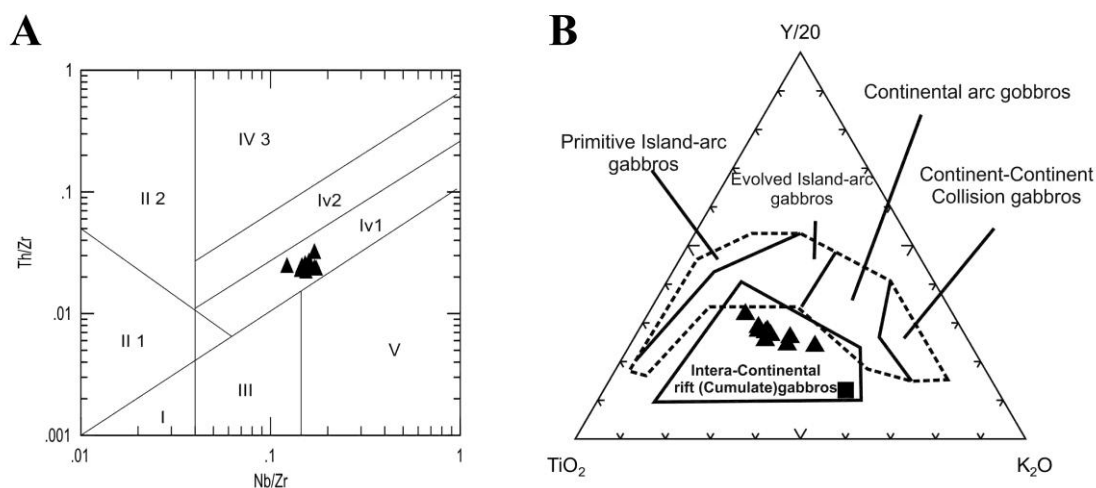 A
1
IV 3
II 2
Iv2
.1
Iv1
Th/Zr
.01
II 1
V
III
I
.001
.01
.1
1
Nb/Zr
B
Y/20
Continental arc gobbros
Primitive Island-arc
gabbros
Evolved Island-arc
gabbros
Continent-Continent
Collision gabbros
Intera-Continental
rift (Cumulate)gabbros
TiO₂
K₂O